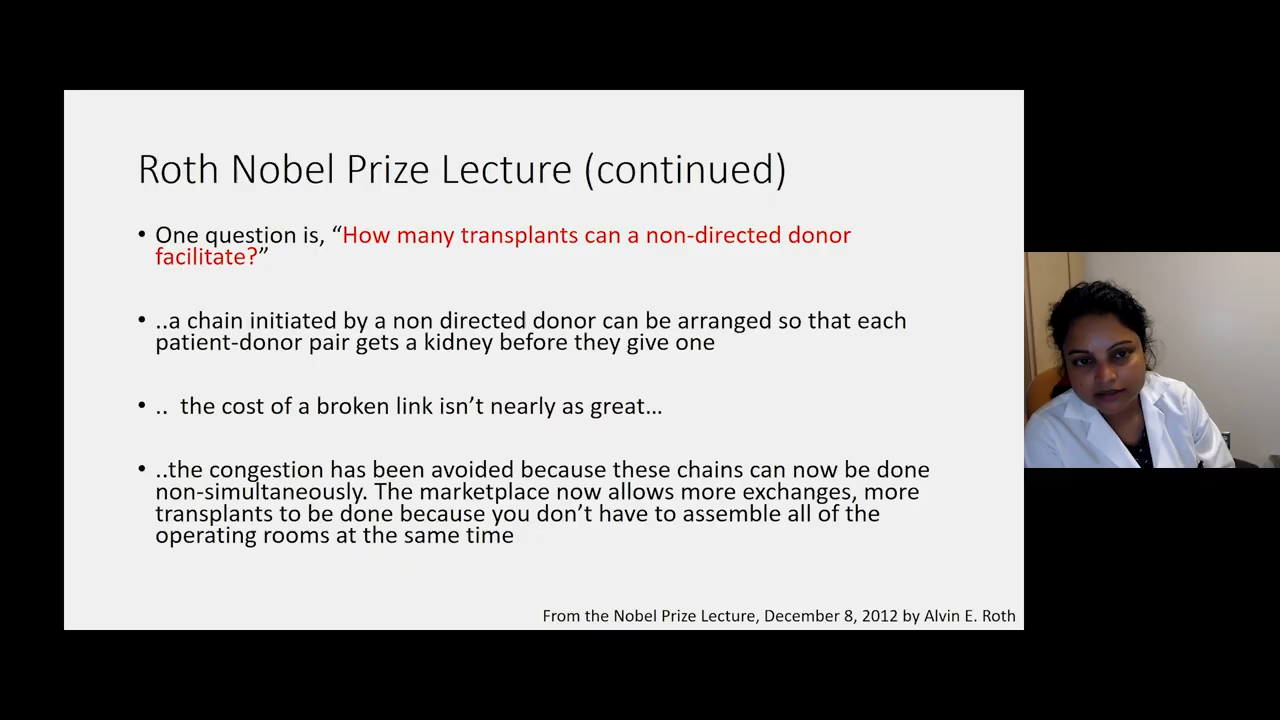 Roth Nobel Prize Lecture (continued)
• One question is, “How many transplants can a non-directed donor
facilitate?”
• ..a chain initiated by a non directed donor can be arranged so that each
patient-donor pair gets a kidney before they give one
• ..  the cost of a broken link isn’t nearly as great…
• ..the congestion has been avoided because these chains can now be done
non-simultaneously. The marketplace now allows more exchanges, more
transplants to be done because you don’t have to assemble all of the
operating rooms at the same time
From the Nobel Prize Lecture, December 8, 2012 by Alvin E. Roth